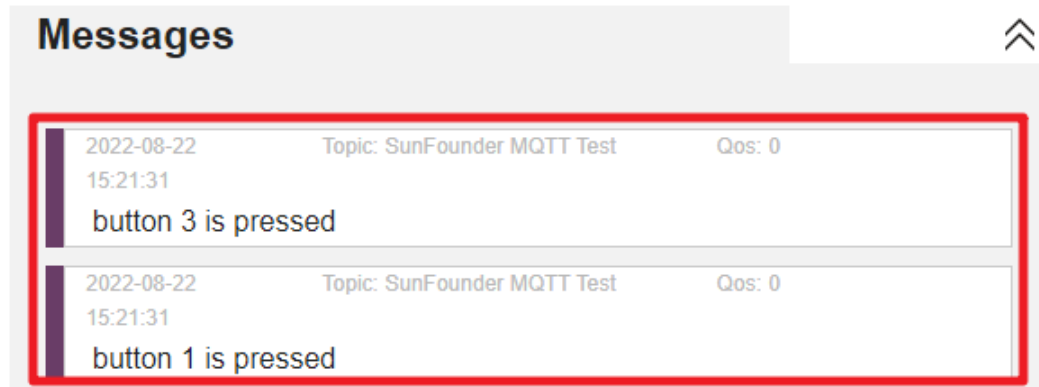 Messages
2022-08-22 Topic: SunFounder MQTT Test Qos: 0
15:21:31
button 3 is pressed
2022-08-22 Topic: SunFounder MQTT Test Qos: 0
15:21:31
button 1 is pressed